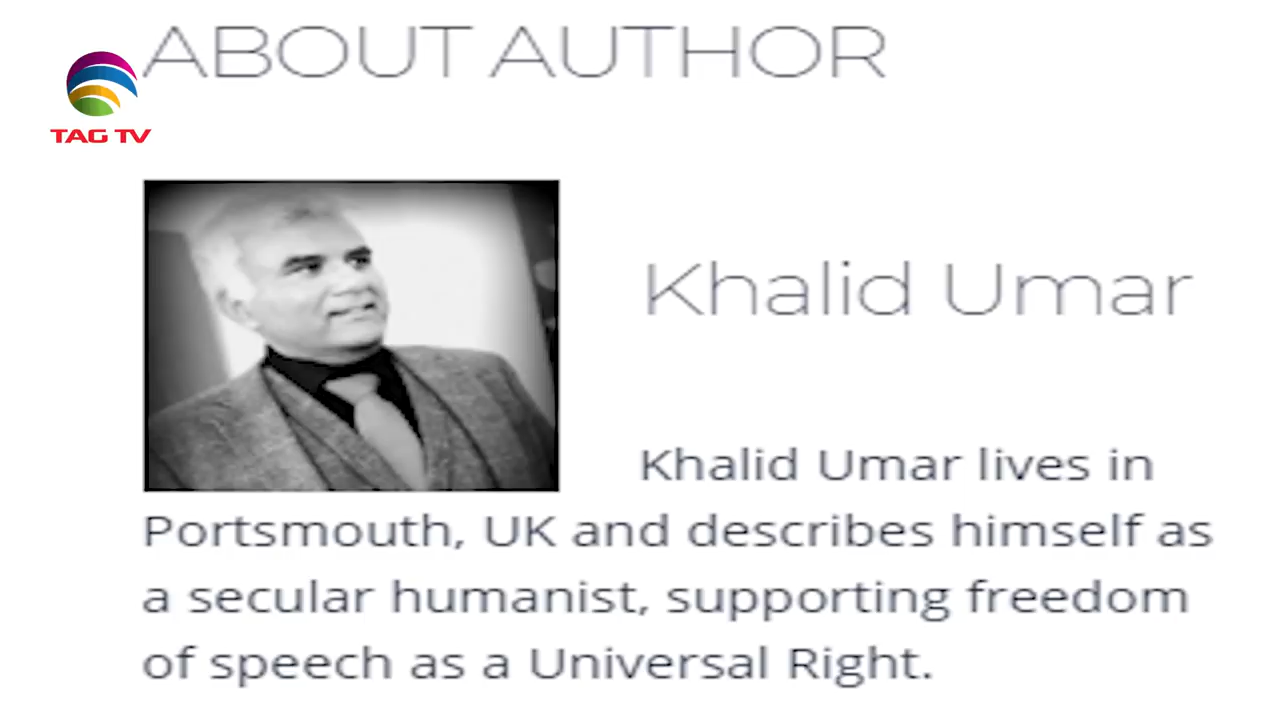 ABOUT AUTHOR
TAG TV
Khalid Umar
Khalid Umar lives in
Portsmouth, UK and describes himself as
a secular humanist, supporting freedom
of speech as a Universal Right.